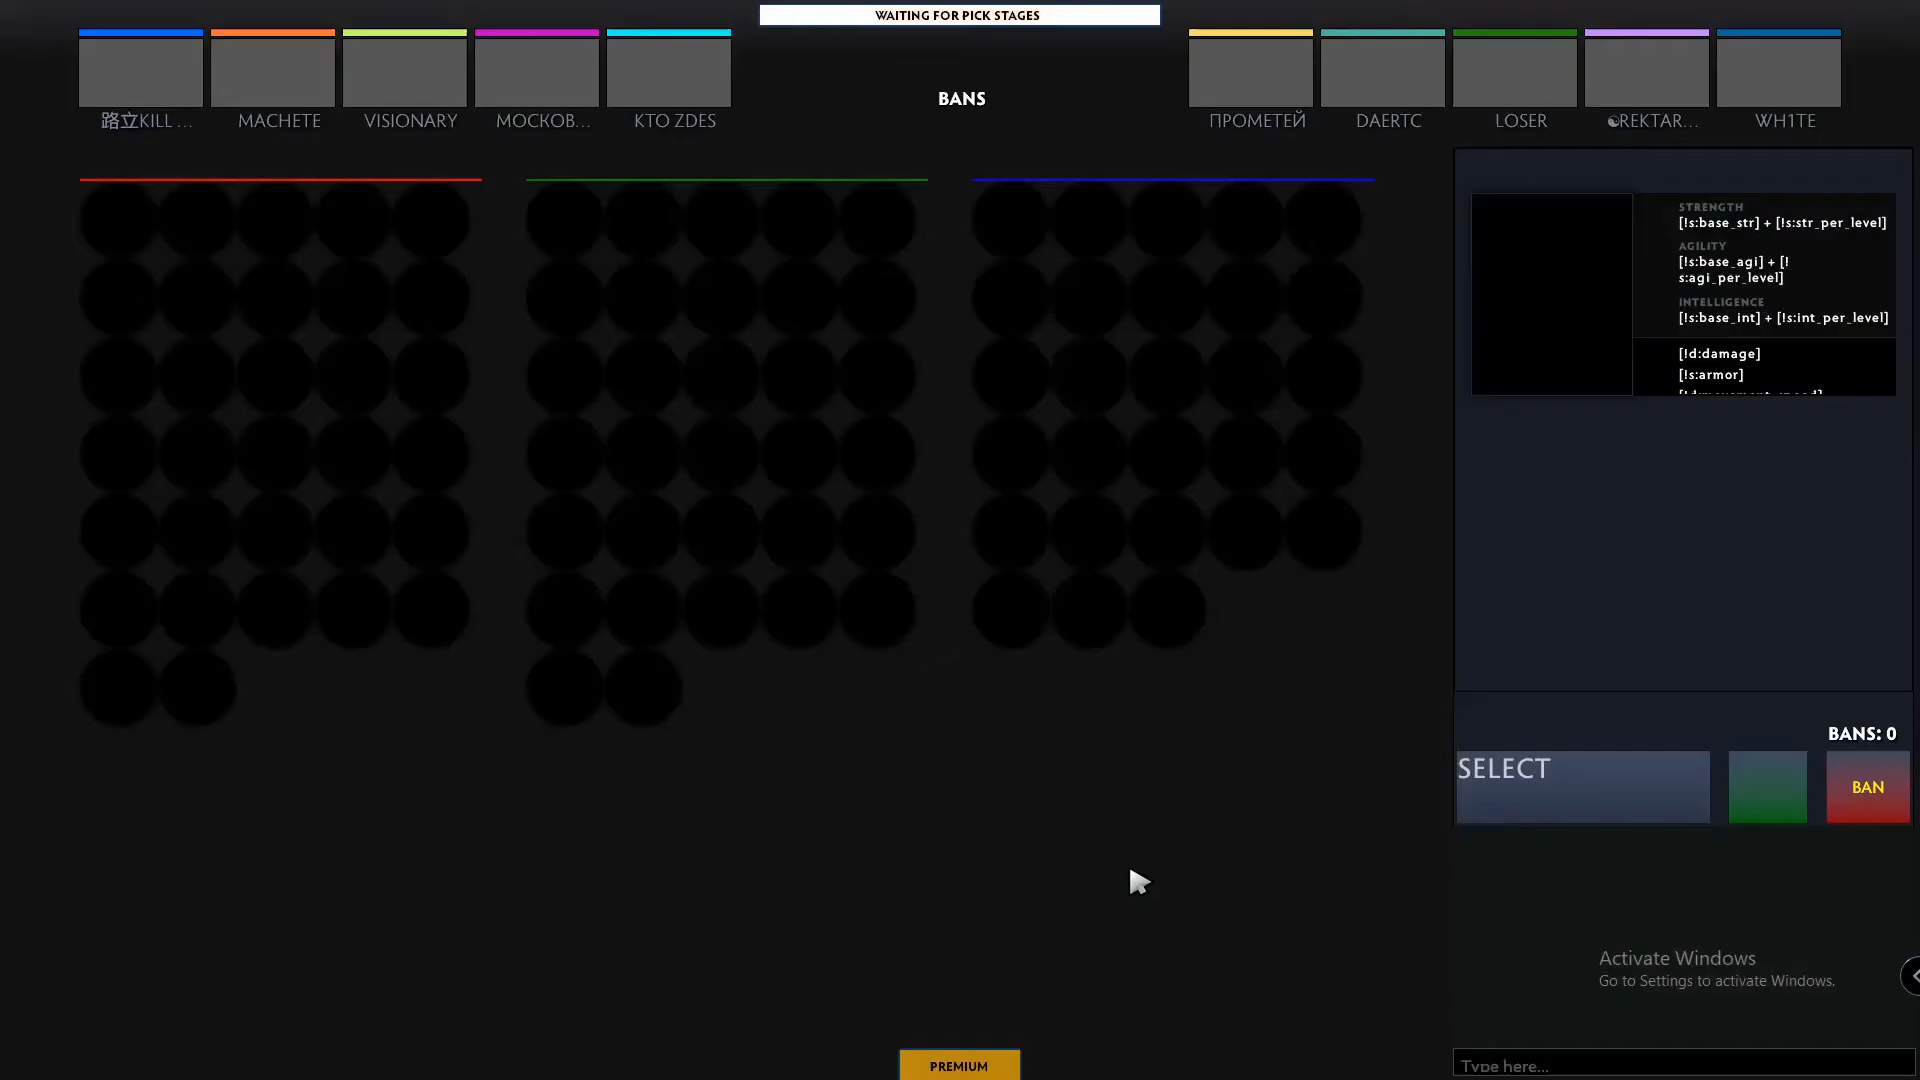 WAITING FOR PICK STAGES
路立KILL ...
MACHETE
VISIONARY
МОСКОВ...
KTO ZDES
BANS
ПРОМЕТЕЙ
DAERTC
LOSER
☯REKTAR...
WH1TE
STRENGTH
[!s:base_str] + [!s:str_per_level]
AGILITY
[!s:base_agi] + [!
s:agi_per_level]
INTELLIGENCE
[!s:base_int] + [!s:int_per_level]
[!d:damage]
[!s:armor]
BANS: 0
SELECT
BAN
Activate Windows
Go to Settings to activate Windows.
PREMIUM
Type here...